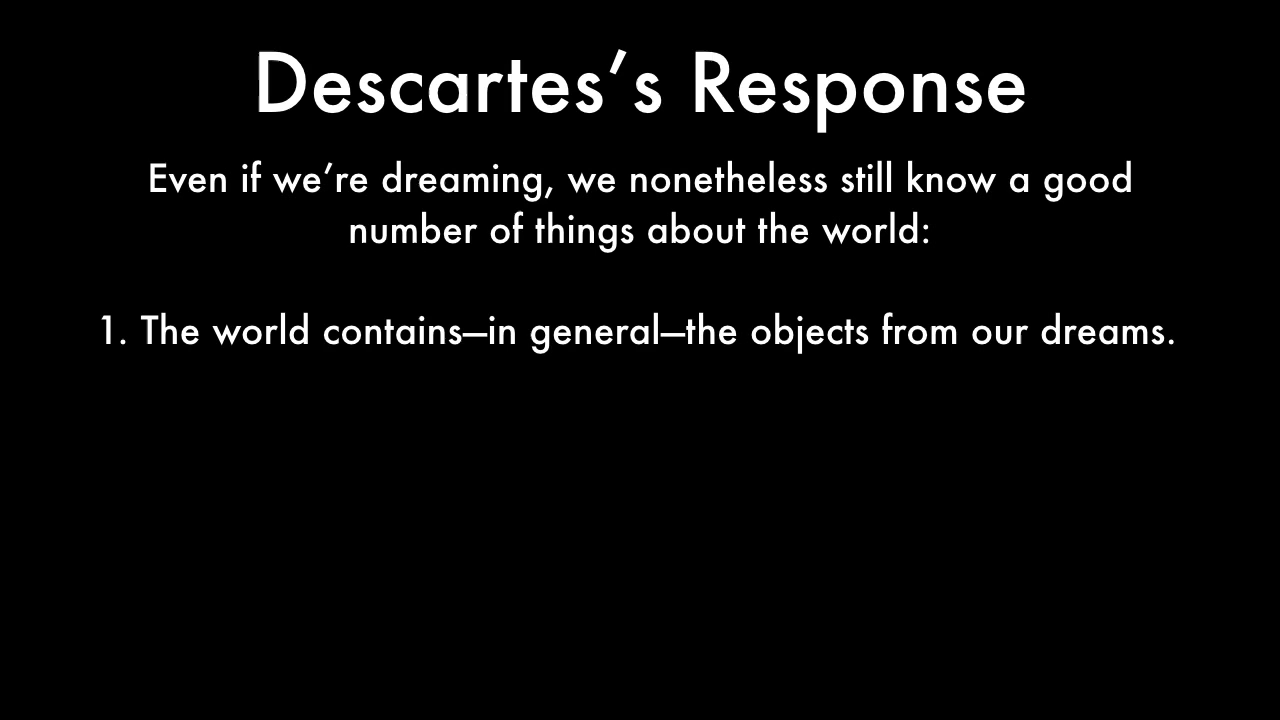 Descartes’s Response
Even if we’re dreaming, we nonetheless still know a good
number of things about the world:
1. The world contains—in general—the objects from our dreams.